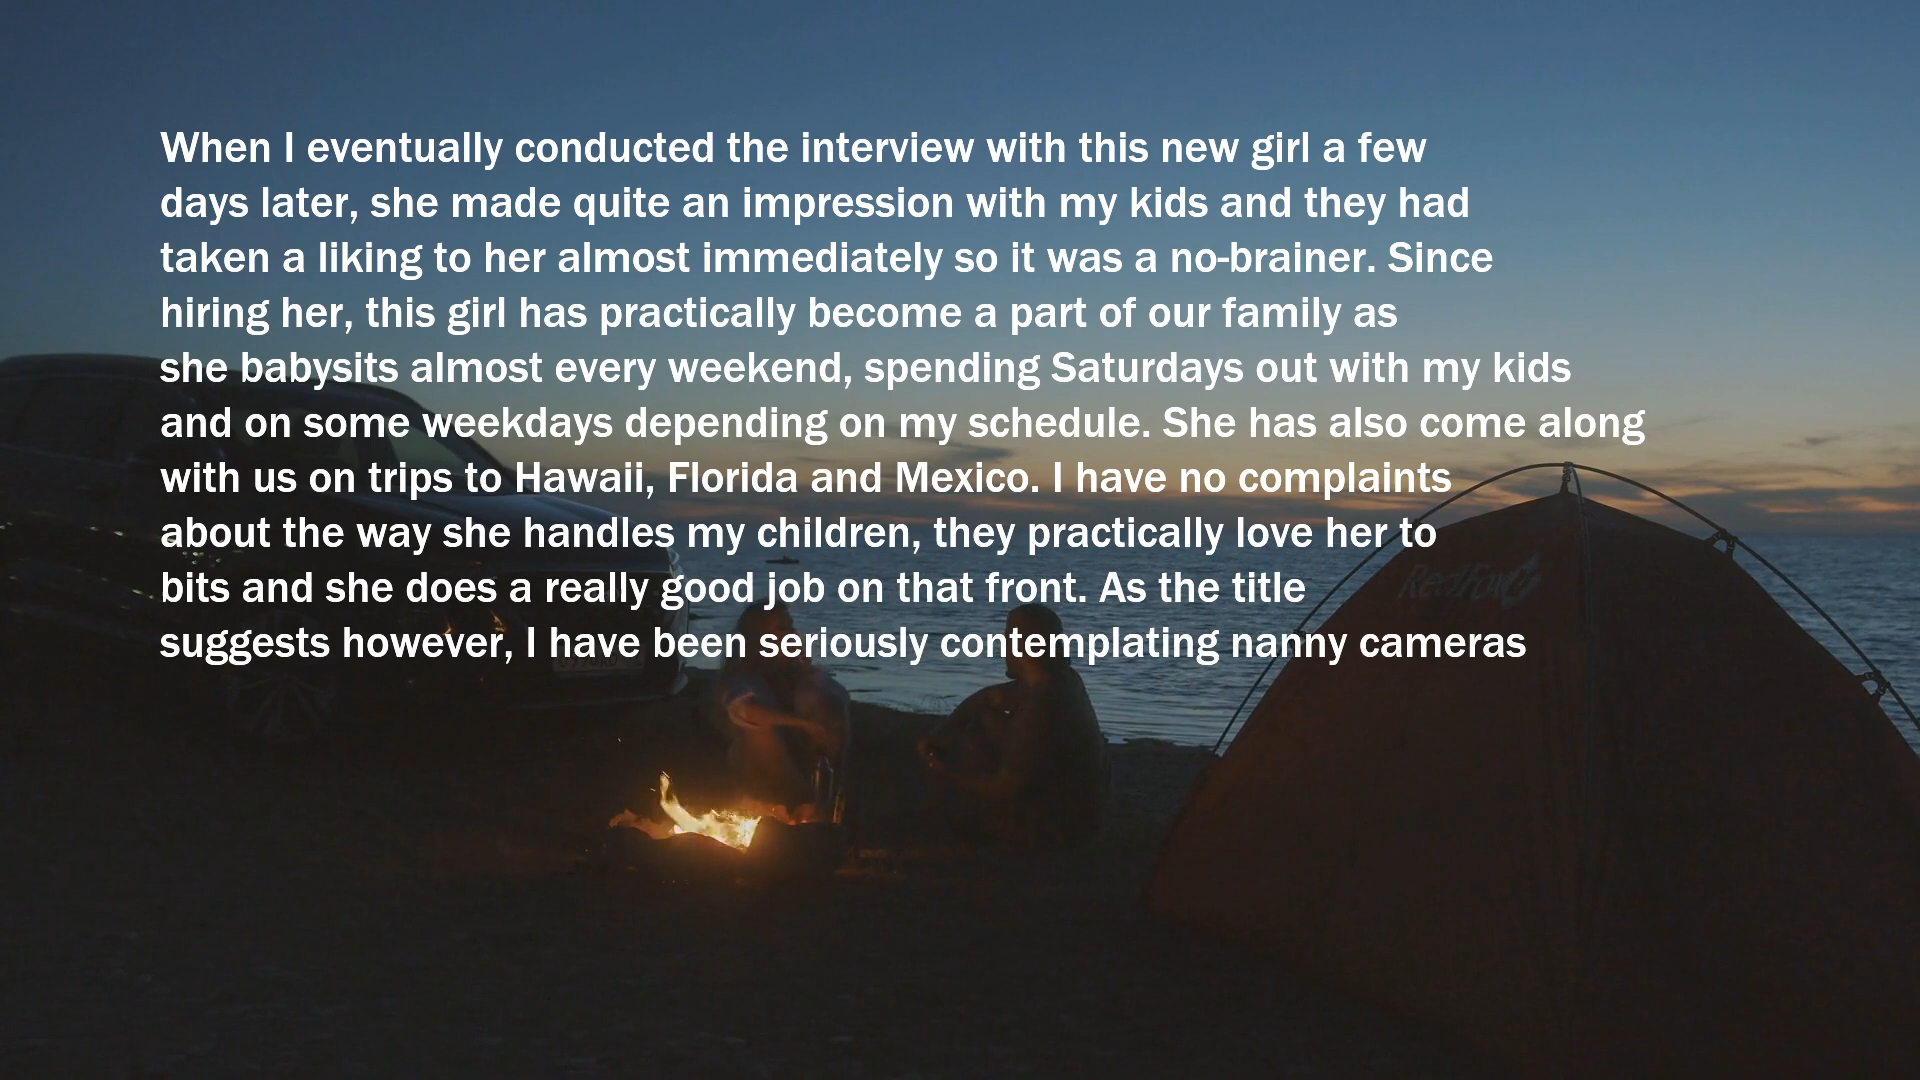 When I eventually conducted the interview with this new girl a few
days later, she made quite an impression with my kids and they had
taken a liking to her almost immediately so it was a no-brainer. Since
hiring her, this girl has practically become a part of our family as
she babysits almost every weekend, spending Saturdays out with my kids
and on some weekdays depending on my schedule. She has also come along
with us on trips to Hawaii, Florida and Mexico. I have no complaints
about the way she handles my children, they practically love her to
bits and she does a really good job on that front. As the title
suggests however, I have been seriously contemplating nanny cameras
RedFox